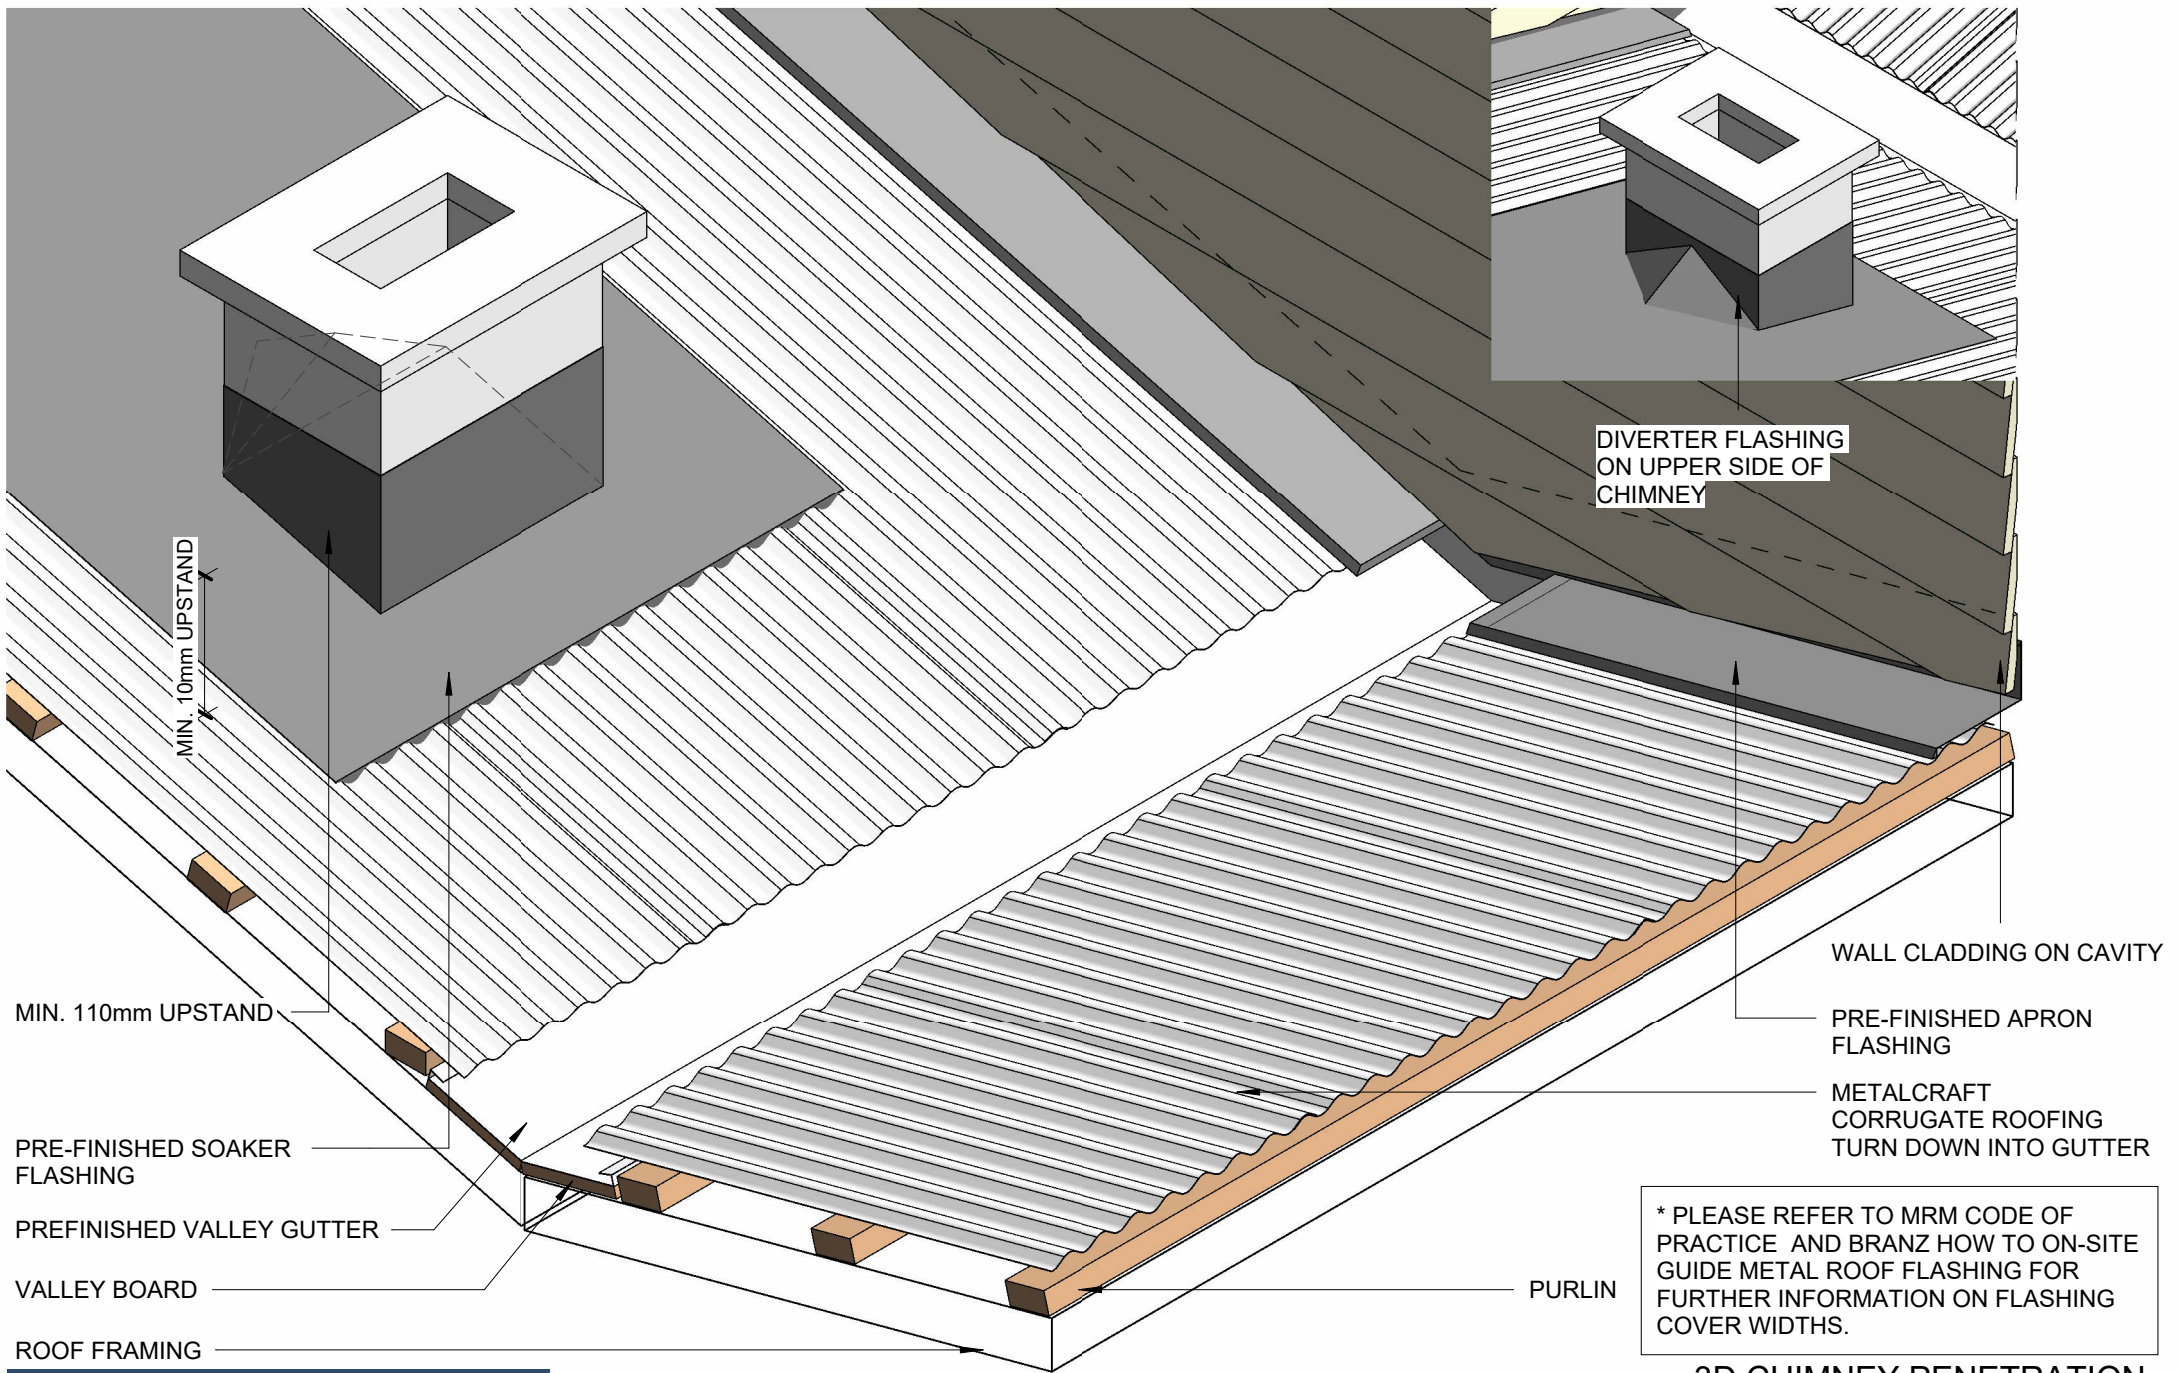 DIVERTER FLASHING
ON UPPER SIDE OF
CHIMNEY
MIN. 10mm UPSTAND
MIN. 110mm UPSTAND
PRE-FINISHED SOAKER
FLASHING
PREFINISHED VALLEY GUTTER
VALLEY BOARD
ROOF FRAMING
WALL CLADDING ON CAVITY
PRE-FINISHED APRON
FLASHING
METALCRAFT
CORRUGATE ROOFING
TURN DOWN INTO GUTTER
PURLIN
* PLEASE REFER TO MRM CODE OF
PRACTICE AND BRANZ HOW TO ON-SITE
GUIDE METAL ROOF FLASHING FOR
FURTHER INFORMATION ON FLASHING
COVER WIDTHS.
3D CHIMNEY PENETRATION